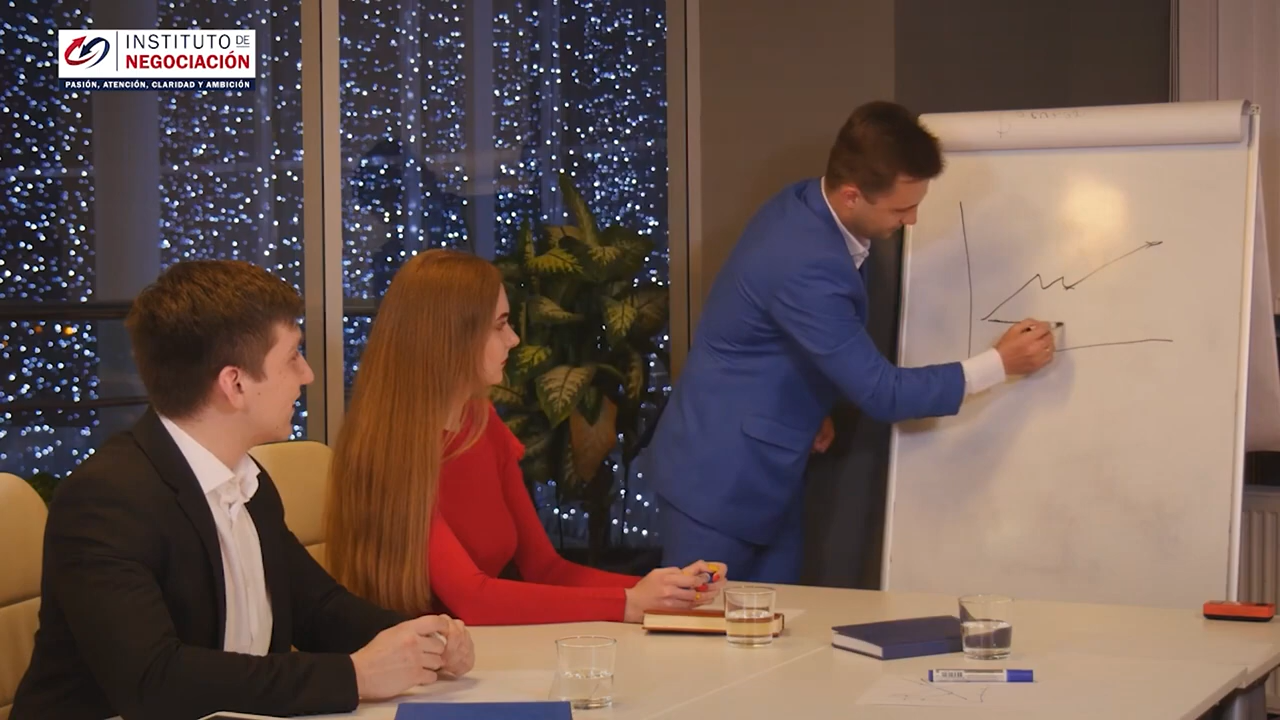 INSTITUTO DE
NEGOCIACIÓN
PASIÓN, ATENCIÓN, CLARIDAD Y AMBICIÓN